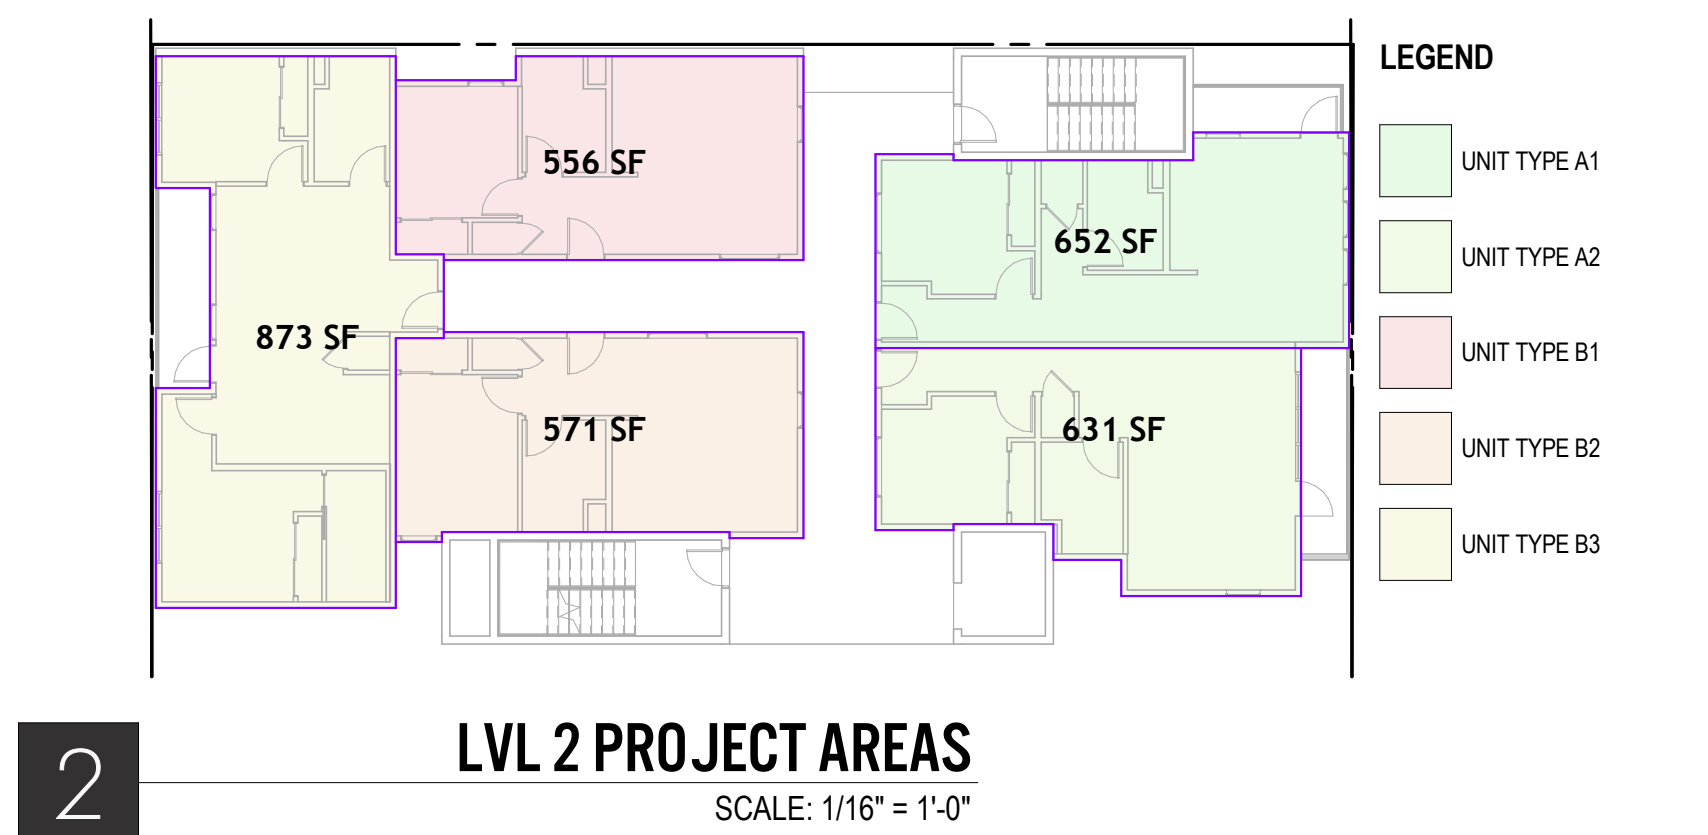 LEGEND
UNIT TYPE A1
UNIT TYPE A2
UNIT TYPE B1
UNIT TYPE B2
UNIT TYPE B3
556 SF
652 SF
873 SF
571 SF
631 SF
2
LVL 2 PROJECT AREAS
SCALE: 1/16" = 1'-0"